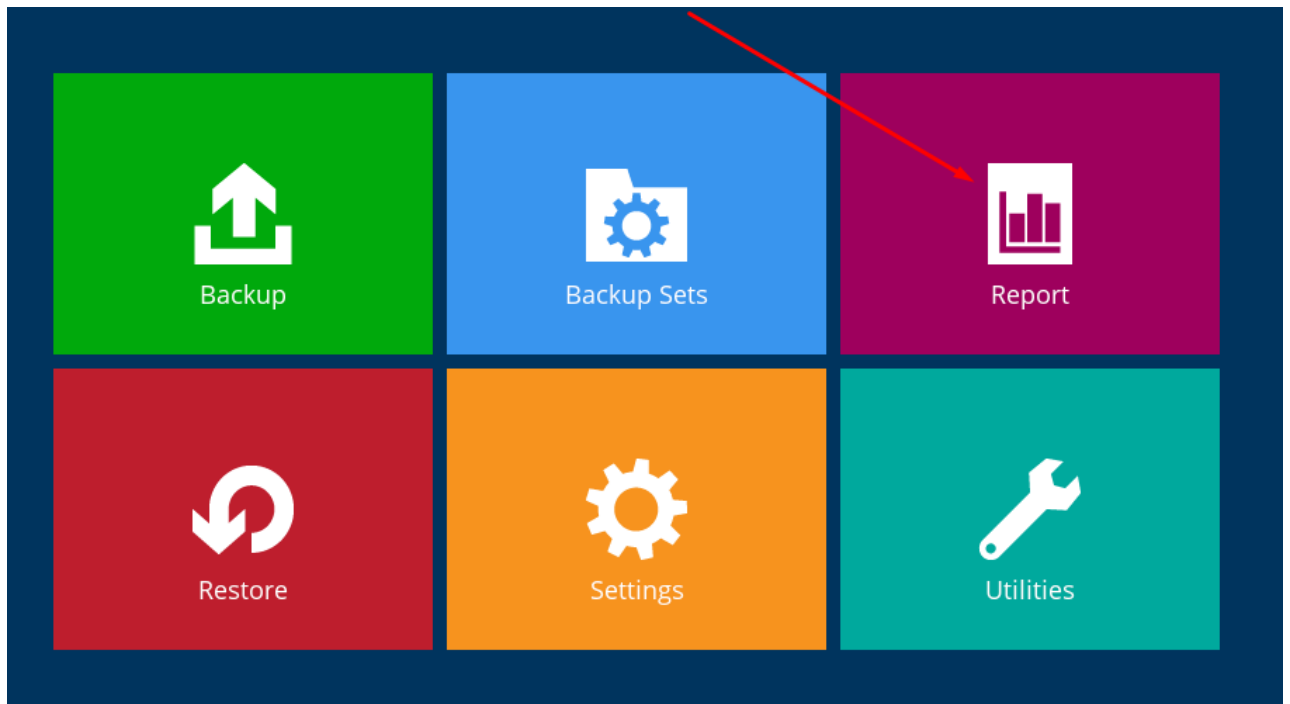 Backup
Backup Sets
Report
Restore
Settings
Utilities